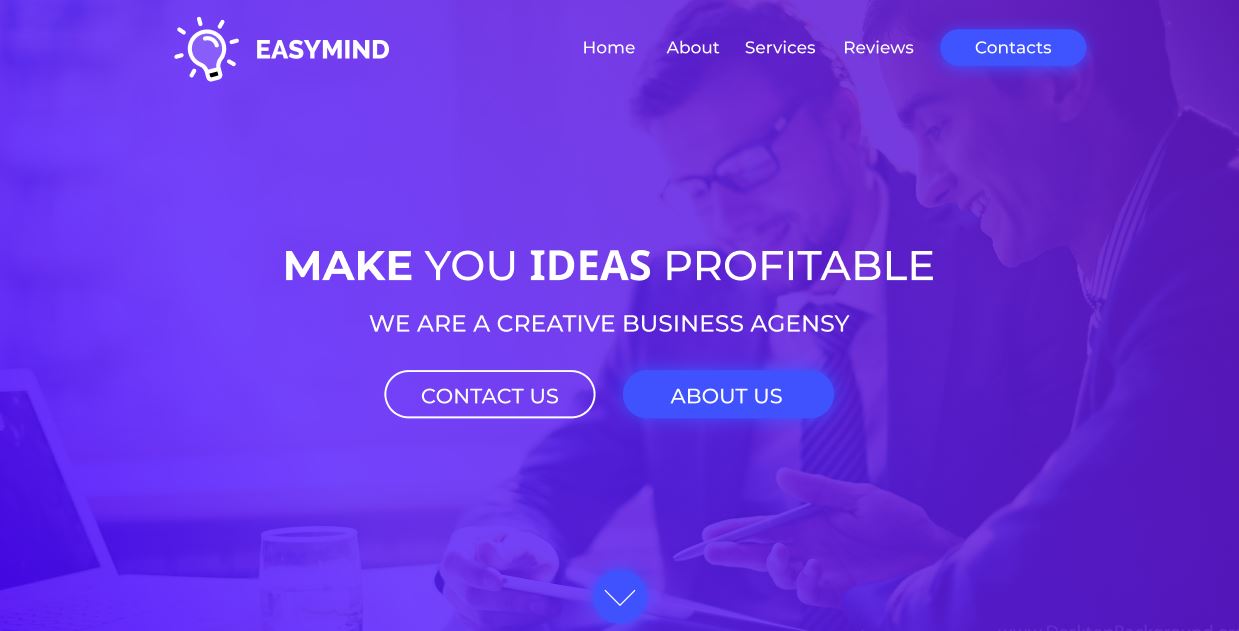 EASYMIND
Home About Services Reviews Contacts
MAKE YOU IDEAS PROFITABLE
WE ARE A CREATIVE BUSINESS AGENSY
CONTACT US ABOUT US